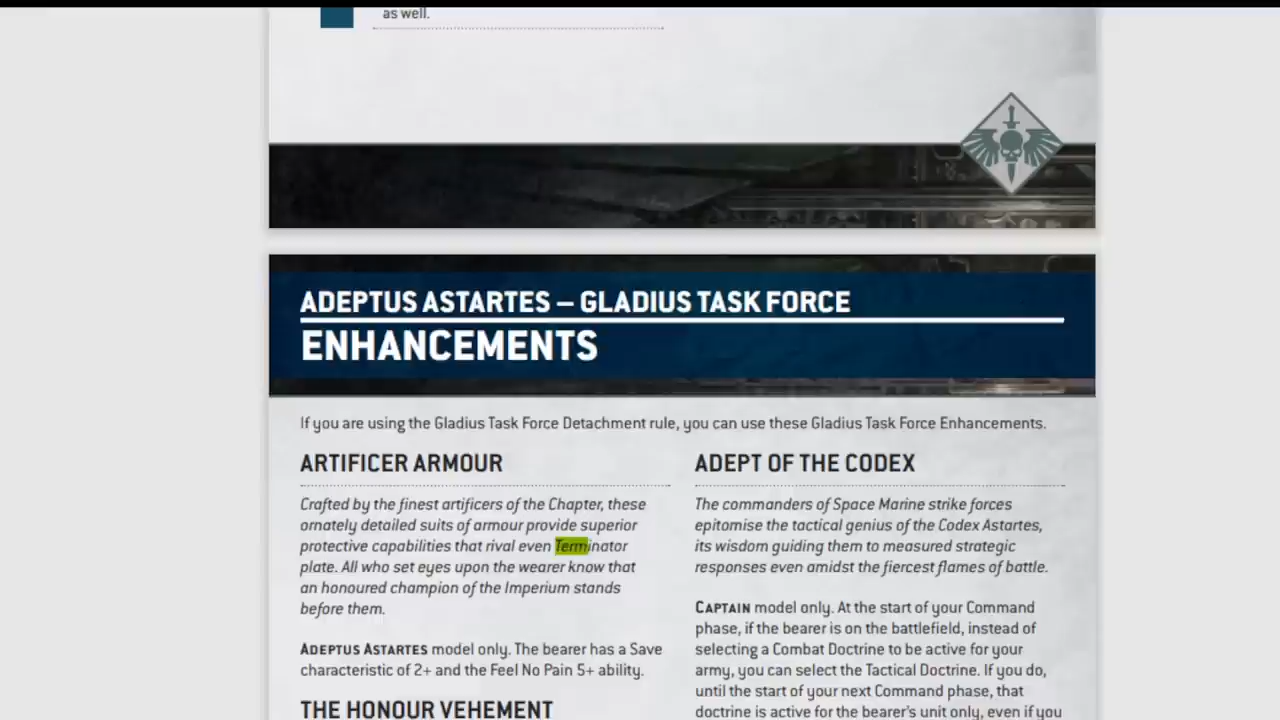 as well.
ADEPTUS ASTARTES – GLADIUS TASK FORCE
ENHANCEMENTS
If you are using the Gladius Task Force Detachment rule, you can use these Gladius Task Force Enhancements.
ARTIFICER ARMOUR
Crafted by the finest artificers of the Chapter, these
ornately detailed suits of armour provide superior
protective capabilities that rival even Terminator
plate. All who set eyes upon the wearer know that
an honoured champion of the Imperium stands
before them.
ADEPTUS ASTARTES model only. The bearer has a Save
characteristic of 2+ and the Feel No Pain 5+ ability.
THE HONOUR VEHEMENT
ADEPT OF THE CODEX
The commanders of Space Marine strike forces
epitomise the tactical genius of the Codex Astartes,
its wisdom guiding them to measured strategic
responses even amidst the fiercest flames of battle.
CAPTAIN model only. At the start of your Command
phase, if the bearer is on the battlefield, instead of
selecting a Combat Doctrine to be active for your
army, you can select the Tactical Doctrine. If you do,
until the start of your next Command phase, that
doctrine is active for the bearer's unit only, even if you